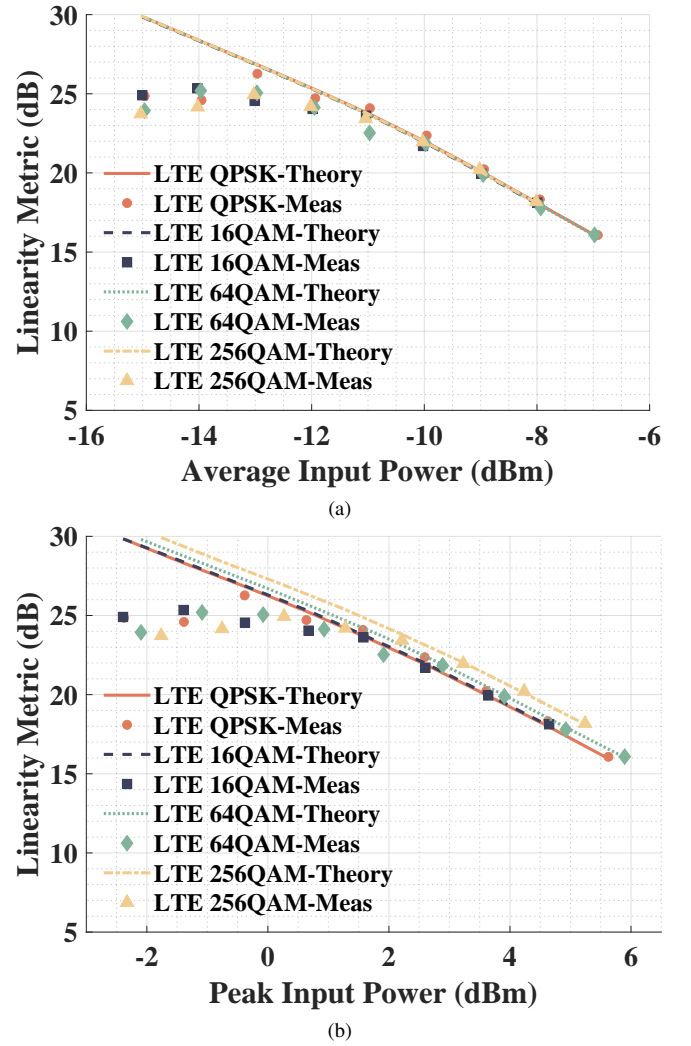 30
25
20
15
10
5
Linearity Metric (dB)
LTE QPSK-Theory
LTE QPSK-Meas
LTE 16QAM-Theory
LTE 16QAM-Meas
LTE 64QAM-Theory
LTE 64QAM-Meas
LTE 256QAM-Theory
LTE 256QAM-Meas
-16 -14 -12 -10 -8 -6
Average Input Power (dBm)
(a)
30
25
20
15
10
5
Linearity Metric (dB)
LTE QPSK-Theory
LTE QPSK-Meas
LTE 16QAM-Theory
LTE 16QAM-Meas
LTE 64QAM-Theory
LTE 64QAM-Meas
LTE 256QAM-Theory
LTE 256QAM-Meas
-2 0 2 4 6
Peak Input Power (dBm)
(b)